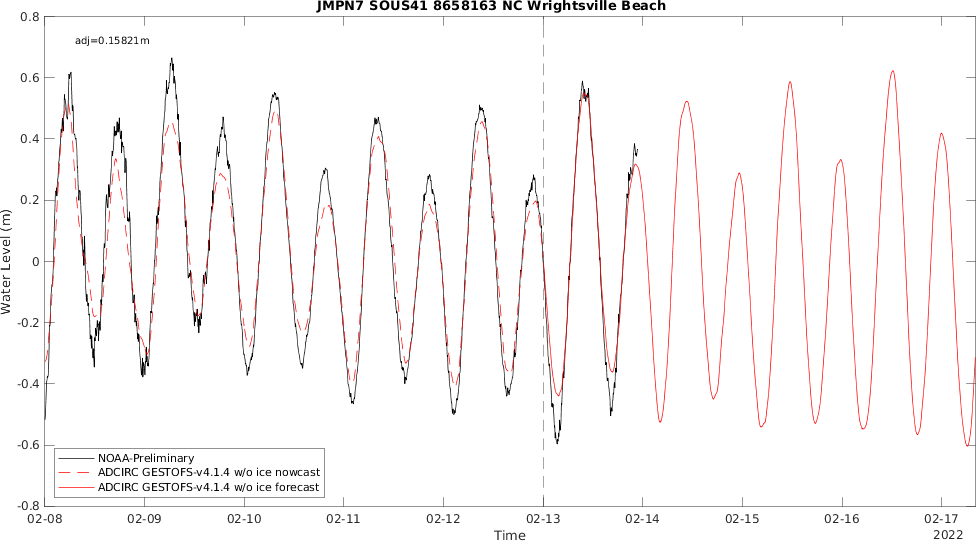 JMPN7 SOUS41 8658163 NC Wrightsville Beach
adj=0.15821m
0.8
0.6
0.4
0.2
0
-0.2
-0.4
-0.6
-0.8
Water Level (m)
NOAA-Preliminary
ADCIRC GESTOFS-v4.1.4 w/o ice nowcast
ADCIRC GESTOFS-v4.1.4 w/o ice forecast
02-08 02-09 02-10 02-11 02-12 02-13 02-14 02-15 02-16 02-17
Time
2022